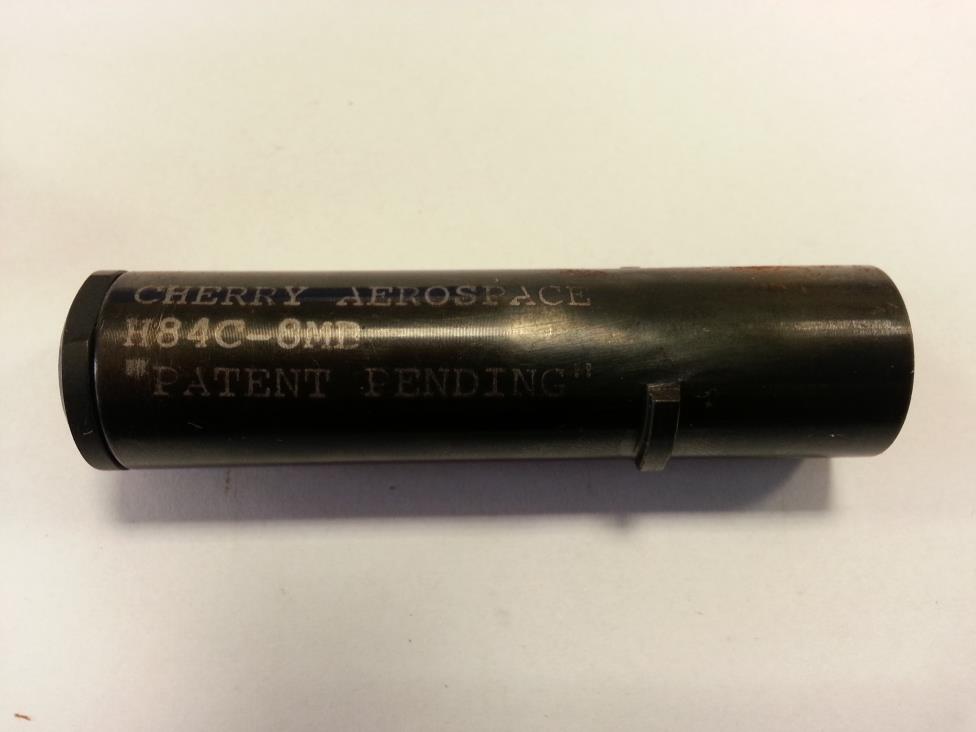 CHERRY AEROSPACE
H84C-8MB
"PATENT PENDING"